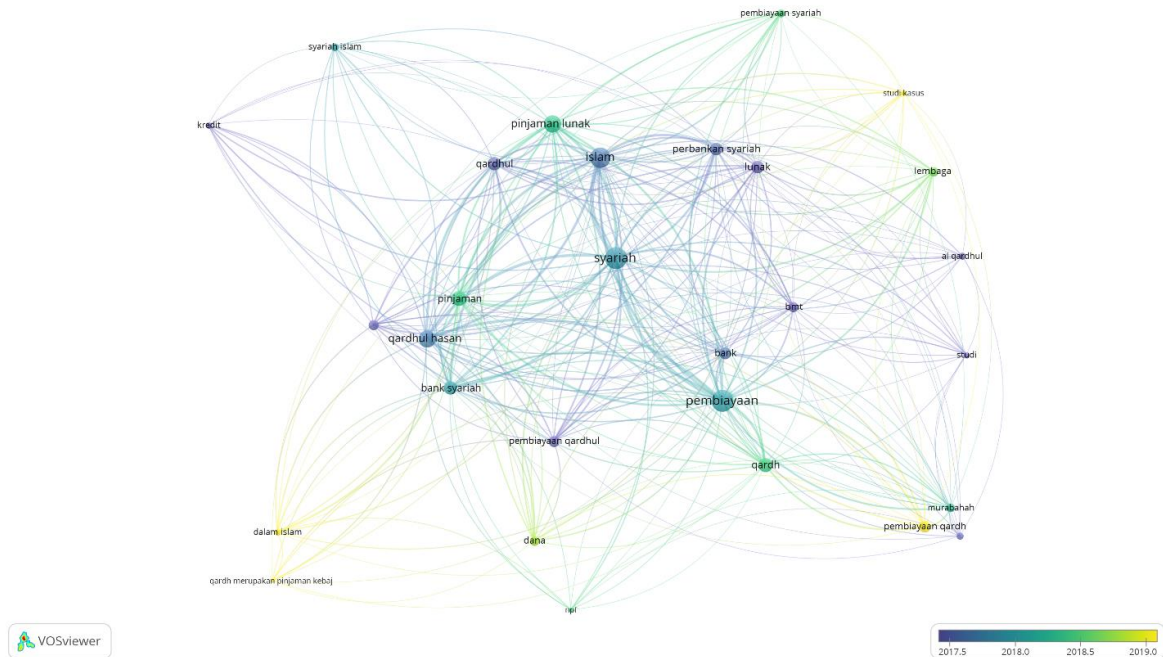 pembiayaan syariah
syariah islam
studi kasus
kredit
pinjaman lunak
perbankan syariah
islam
qardhul
lunak
lembaga
syariah
al qardhul
pinjaman
bmt
qardhul hasan
bank
studi
bank syariah
pembiayaan
pembiayaan qardhul
qardh
murabahah
pembiayaan qardh
dalam islam
dana
qardh merupakan pinjaman kebaj
npl
VOSviewer
2017.5 2018.0 2018.5 2019.0